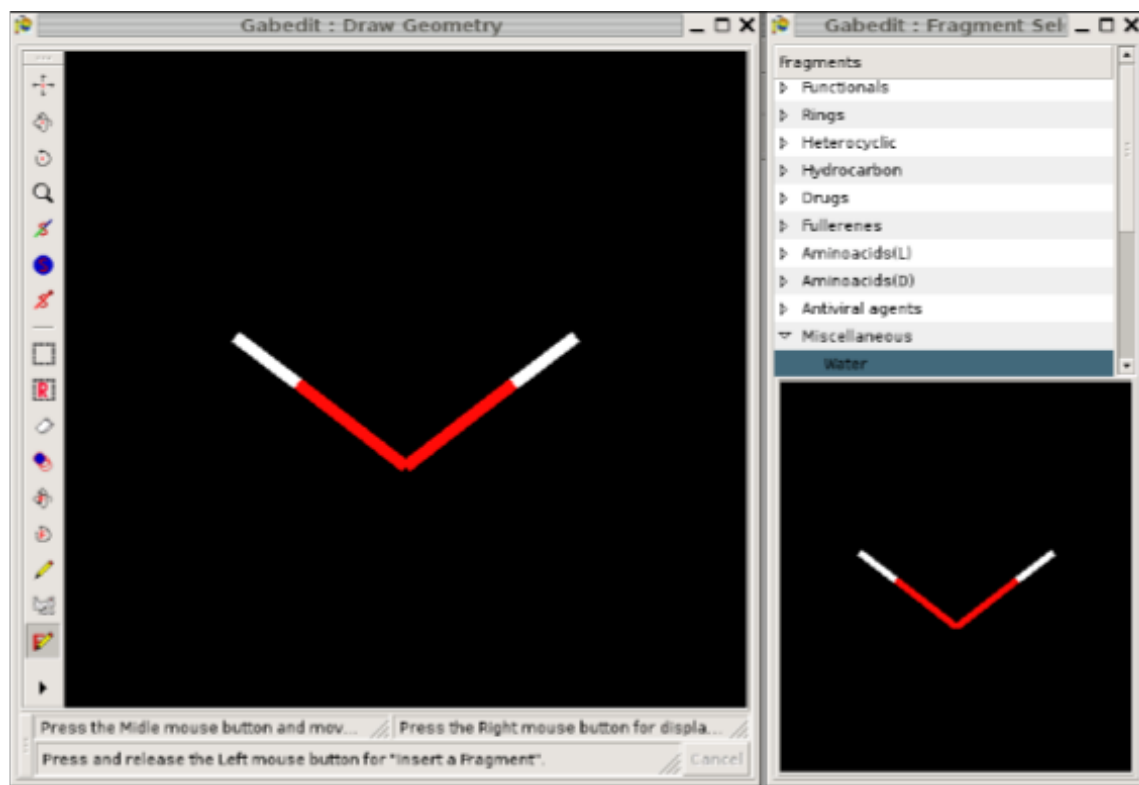 Gabedit : Draw Geometry
Press the Midle mouse button and mov...
Press the Right mouse button for displa...
Press and release the Left mouse button for "Insert a Fragment".
Cancel
Gabedit : Fragment Sel
Fragments
Functionals
Rings
Heterocyclic
Hydrocarbon
Drugs
Fullerenes
Aminoacids(L)
Aminoacids(D)
Antiviral agents
Miscellaneous
Water